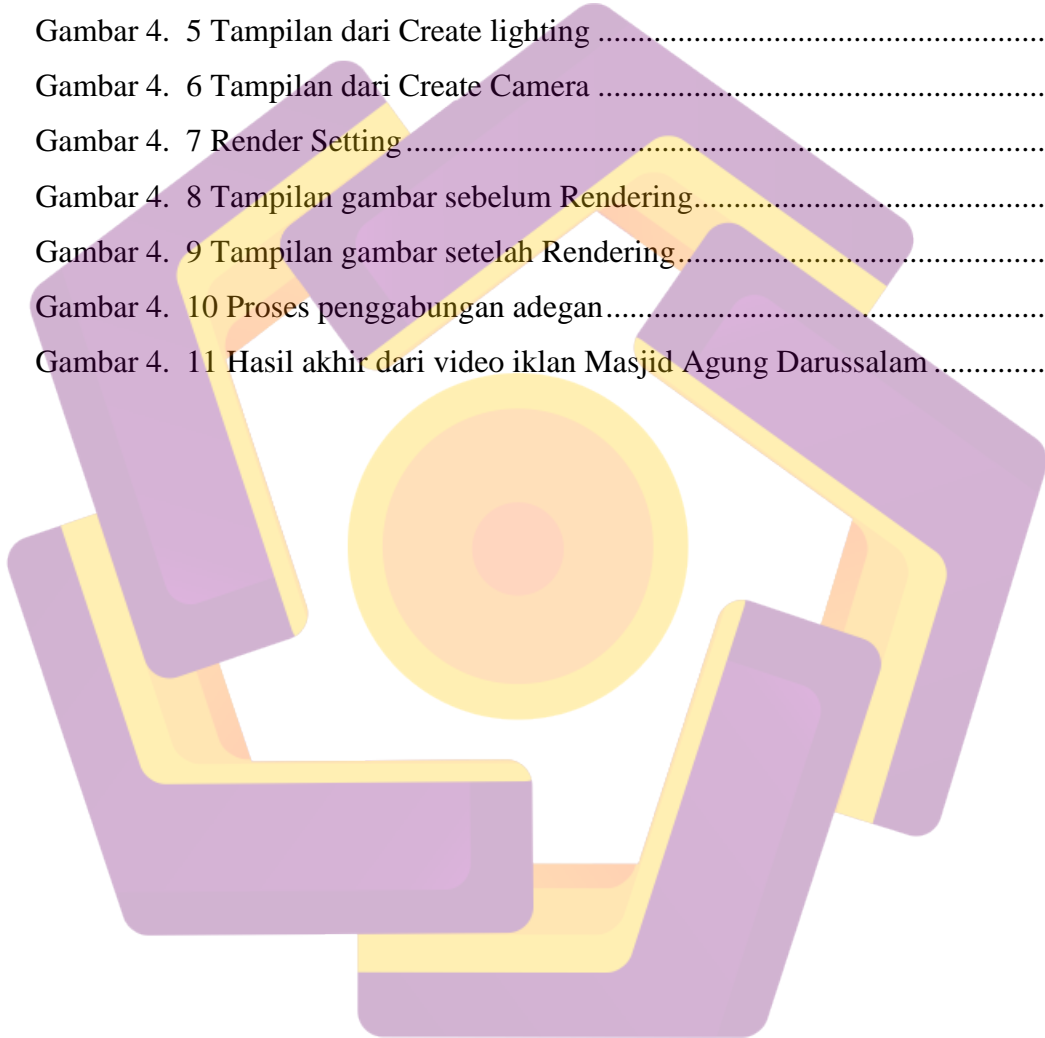 Gambar 4.  5 Tampilan dari Create lighting ..........................................................
Gambar 4.  6 Tampilan dari Create Camera ..........................................................
Gambar 4.  7 Render Setting ..................................................................................
Gambar 4.  8 Tampilan gambar sebelum Rendering..............................................
Gambar 4.  9 Tampilan gambar setelah Rendering................................................
Gambar 4.  10 Proses penggabungan adegan.........................................................
Gambar 4.  11 Hasil akhir dari video iklan Masjid Agung Darussalam ..............